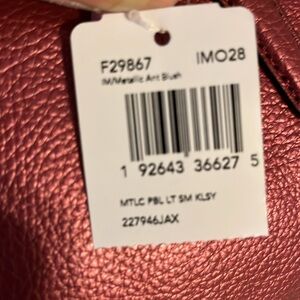 F29867 IMO28
IM/Metallic Ant Blush
1 92643 36627 5
MTLC PBL LT SM KLSY
227946JAX